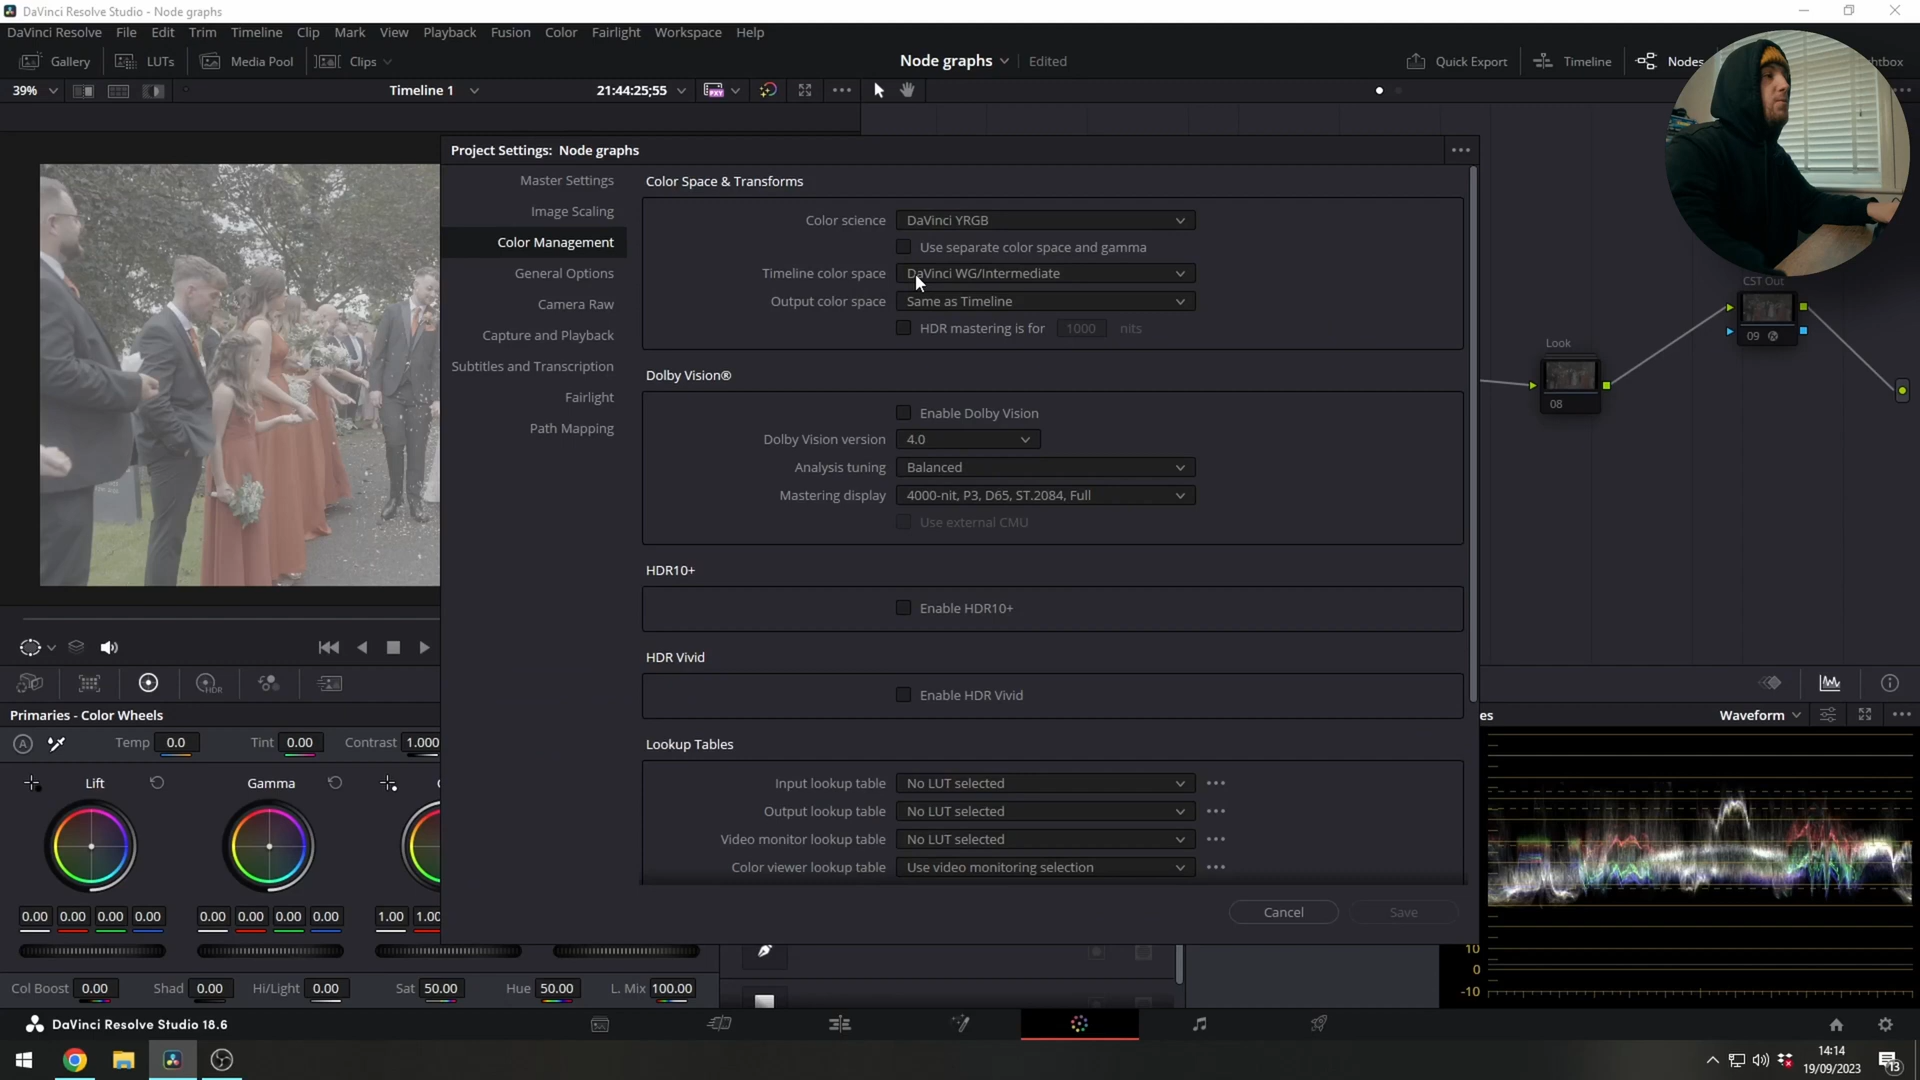 DaVinci Resolve Studio - Node graphs
DaVinci Resolve File Edit Trim Timeline Clip Mark View Playback Fusion Color Fairlight Workspace Help
Gallery LUTs Media Pool Clips Node graphs Edited Quick Export Timeline Nodes htbox
39% Timeline 1 21:44:25;55
Project Settings: Node graphs
Master Settings
Image Scaling
Color Management
General Options
Camera Raw
Capture and Playback
Subtitles and Transcription
Fairlight
Path Mapping
Color Space & Transforms
Color science DaVinci YRGB
Use separate color space and gamma
Timeline color space DaVinci WG/Intermediate
Output color space Same as Timeline
HDR mastering is for 1000 nits
Dolby Vision®
Enable Dolby Vision
Dolby Vision version 4.0
Analysis tuning Balanced
Mastering display 4000-nit, P3, D65, ST.2084, Full
Use external CMU
HDR10+
Enable HDR10+
HDR Vivid
Enable HDR Vivid
Lookup Tables
Input lookup table No LUT selected
Output lookup table No LUT selected
Video monitor lookup table No LUT selected
Color viewer lookup table Use video monitoring selection
Cancel Save
CST Out
09
Look
08
HDR
Primaries - Color Wheels
A Temp 0.0 Tint 0.00 Contrast 1.000
Lift Gamma
0.00 0.00 0.00 0.00 0.00 0.00 0.00 0.00 1.00 1.00
Col Boost 0.00 Shad 0.00 Hi/Light 0.00 Sat 50.00 Hue 50.00 L. Mix 100.00
es Waveform
10
0
-10
DaVinci Resolve Studio 18.6
14:14
19/09/2023
13